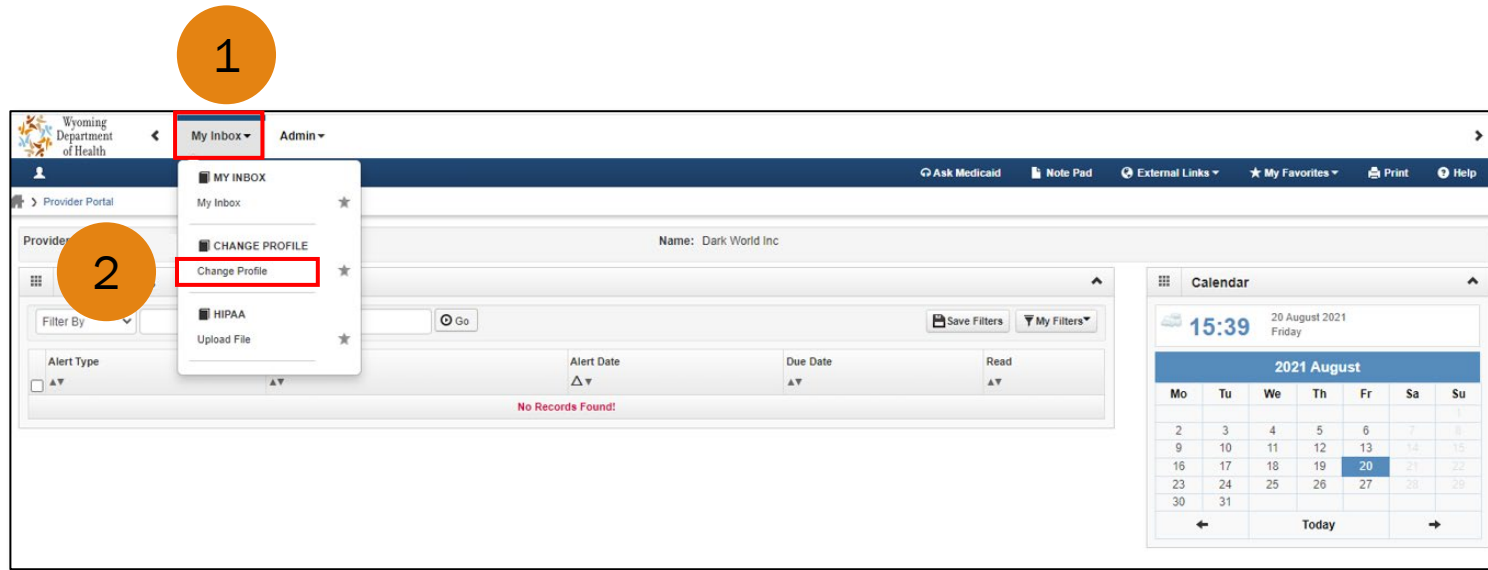 1
Wyoming
Department
of Health
My Inbox
Admin
Ask Medicaid
Note Pad
External Links
My Favorites
Print
Help
MY INBOX
My Inbox
Provider Portal
CHANGE PROFILE
Change Profile
HIPAA
Upload File
Provider
Name: Dark World Inc
2
Filter By
Go
Save Filters
My Filters
Alert Type
Alert Date
Due Date
Read
No Records Found!
Calendar
15:39
20 August 2021
Friday
2021 August
Mo Tu We Th Fr Sa Su
1
2 3 4 5 6 7 8
9 10 11 12 13 14 15
16 17 18 19 20 21 22
23 24 25 26 27 28 29
30 31
Today